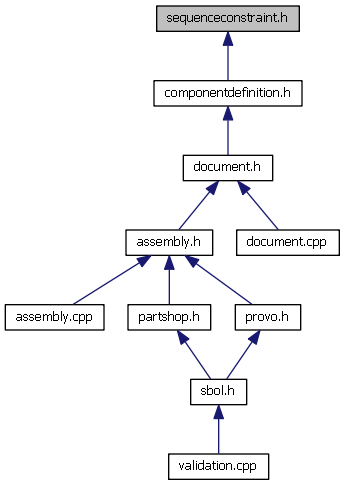 sequenceconstraint.h
componentdefinition.h
document.h
assembly.h
document.cpp
assembly.cpp
partshop.h
provo.h
sbol.h
validation.cpp